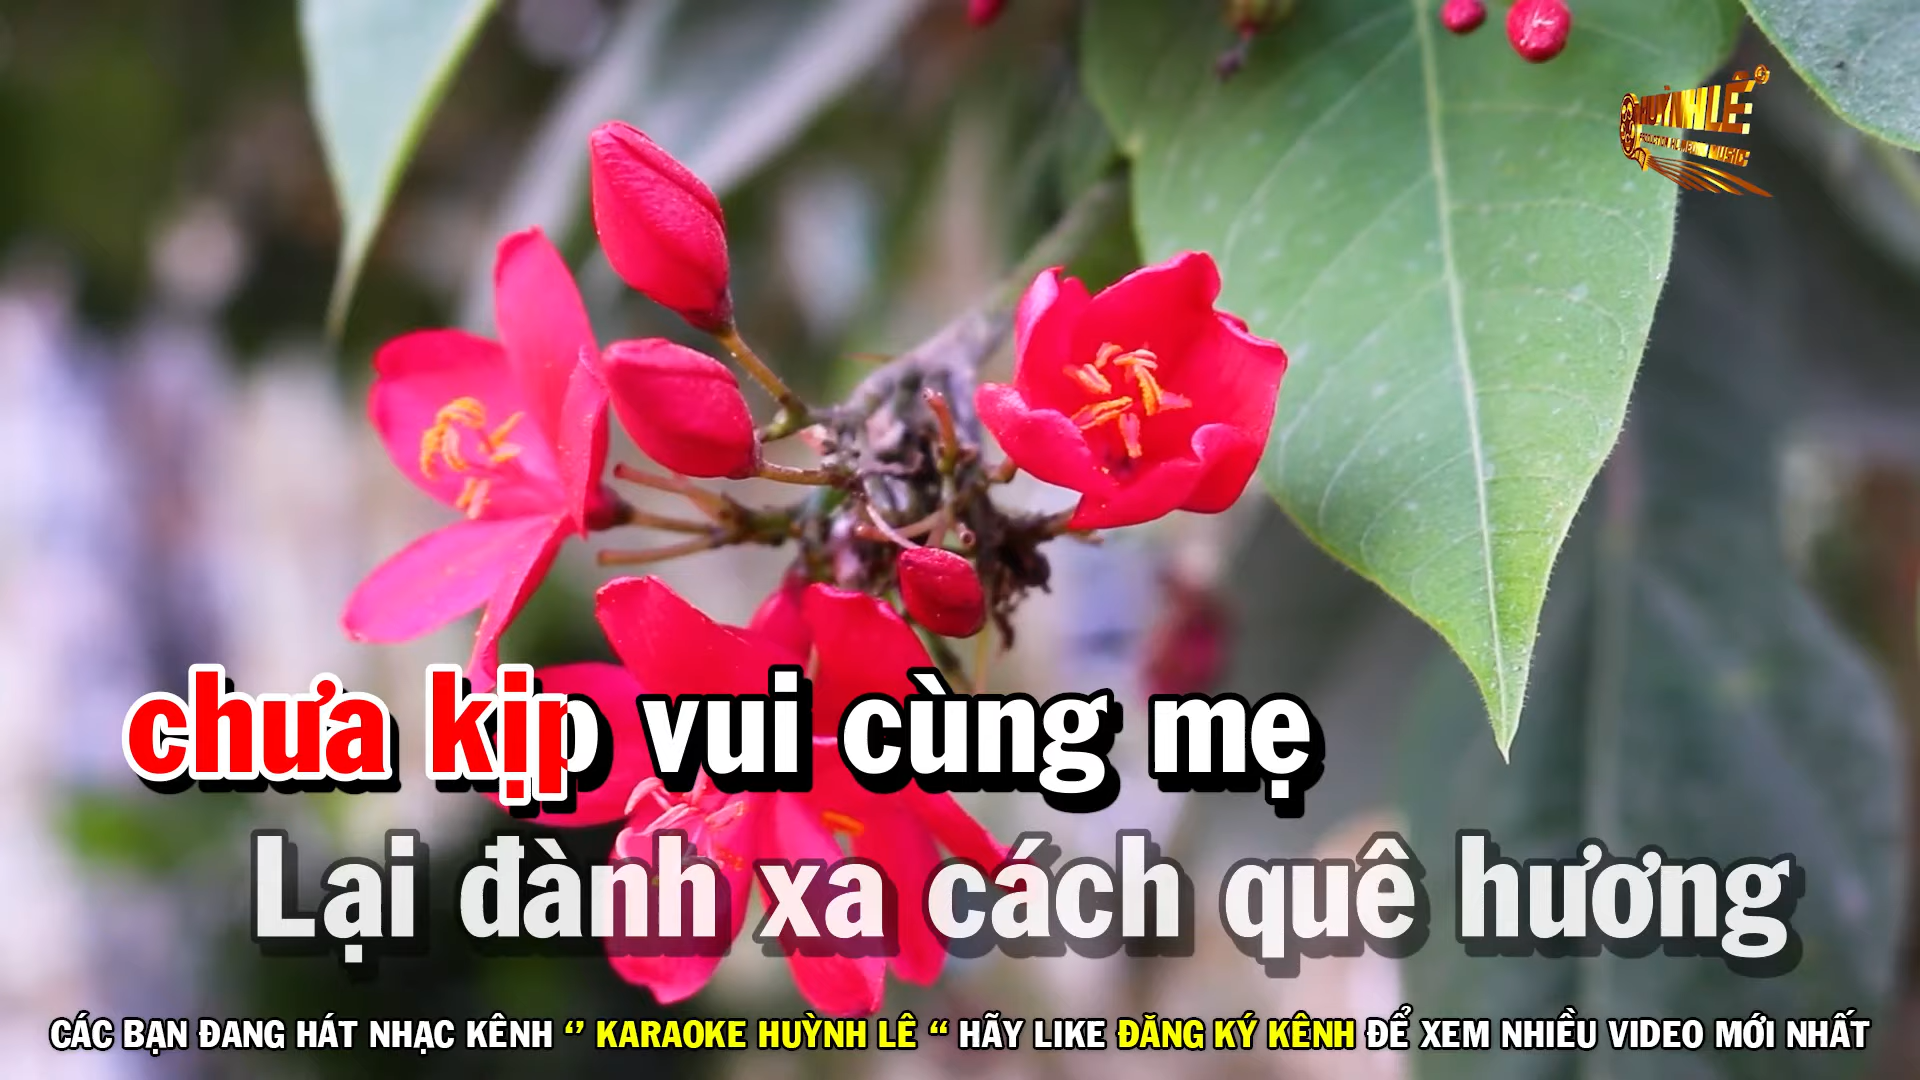 HUỲNH LÊ
chưa kịp vui cùng mẹ
Lại đành xa cách quê hương
CÁC BẠN ĐANG HÁT NHẠC KÊNH ‘’ KARAOKE HUỲNH LÊ “ HÃY LIKE ĐĂNG KÝ KÊNH ĐỂ XEM NHIỀU VIDEO MỚI NHẤT